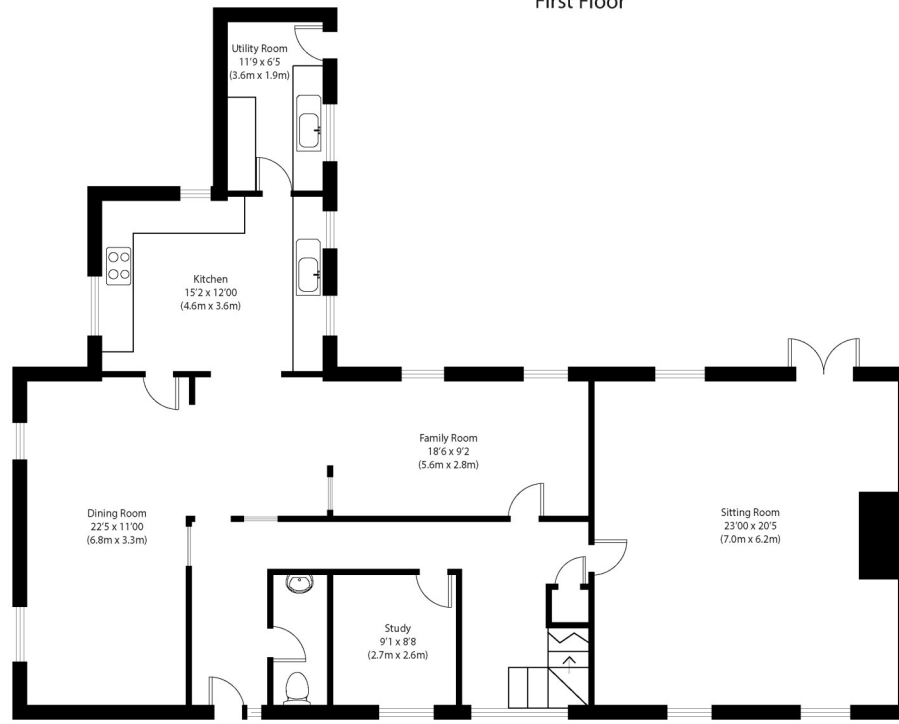 First Floor
Utility Room
11'9 x 6'5
(3.6m x 1.9m)
Kitchen
15'2 x 12'00
(4.6m x 3.6m)
Family Room
18'6 x 9'2
(5.6m x 2.8m)
Dining Room
22'5 x 11'00
(6.8m x 3.3m)
Sitting Room
23'00 x 20'5
(7.0m x 6.2m)
Study
9'1 x 8'8
(2.7m x 2.6m)